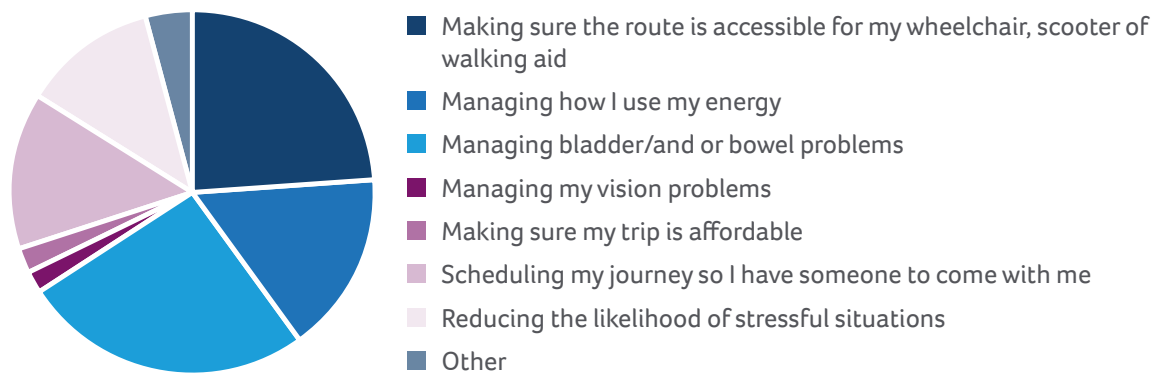 Making sure the route is accessible for my wheelchair, scooter of
walking aid
Managing how I use my energy
Managing bladder/and or bowel problems
Managing my vision problems
Making sure my trip is affordable
Scheduling my journey so I have someone to come with me
Reducing the likelihood of stressful situations
Other